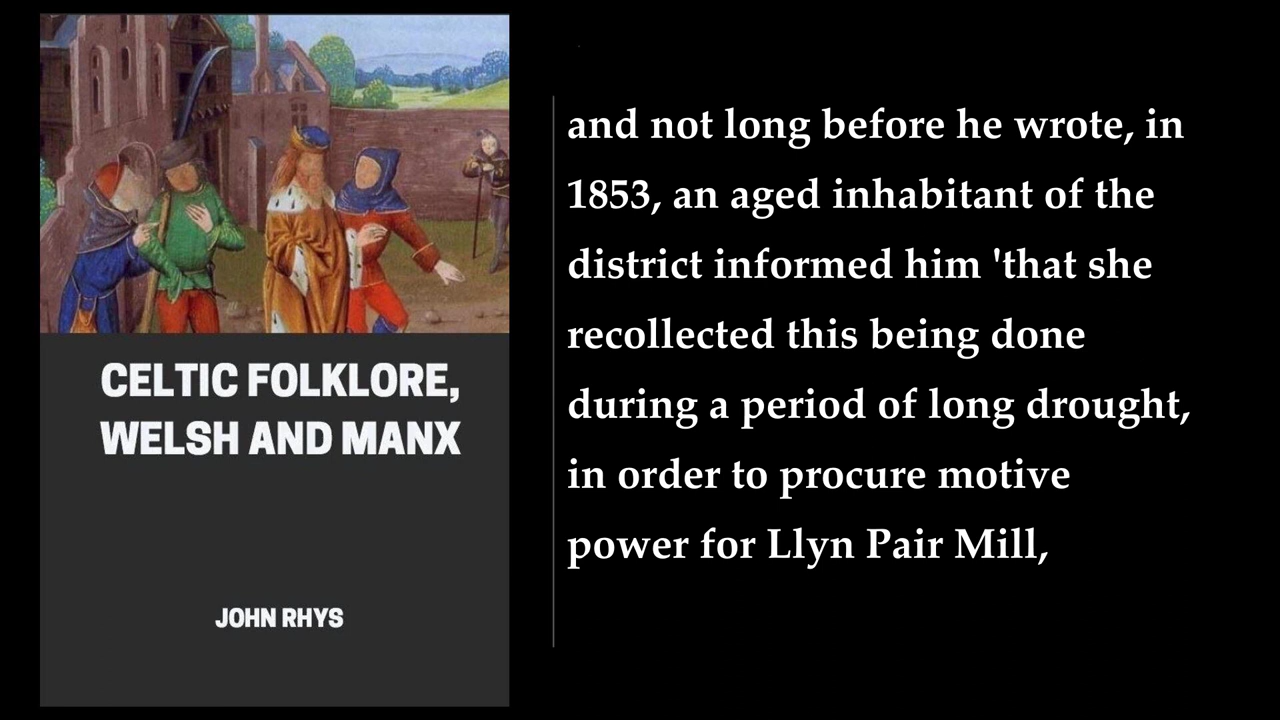 CELTIC FOLKLORE,
WELSH AND MANX
JOHN RHYS
and not long before he wrote, in
1853, an aged inhabitant of the
district informed him 'that she
recollected this being done
during a period of long drought,
in order to procure motive
power for Llyn Pair Mill,